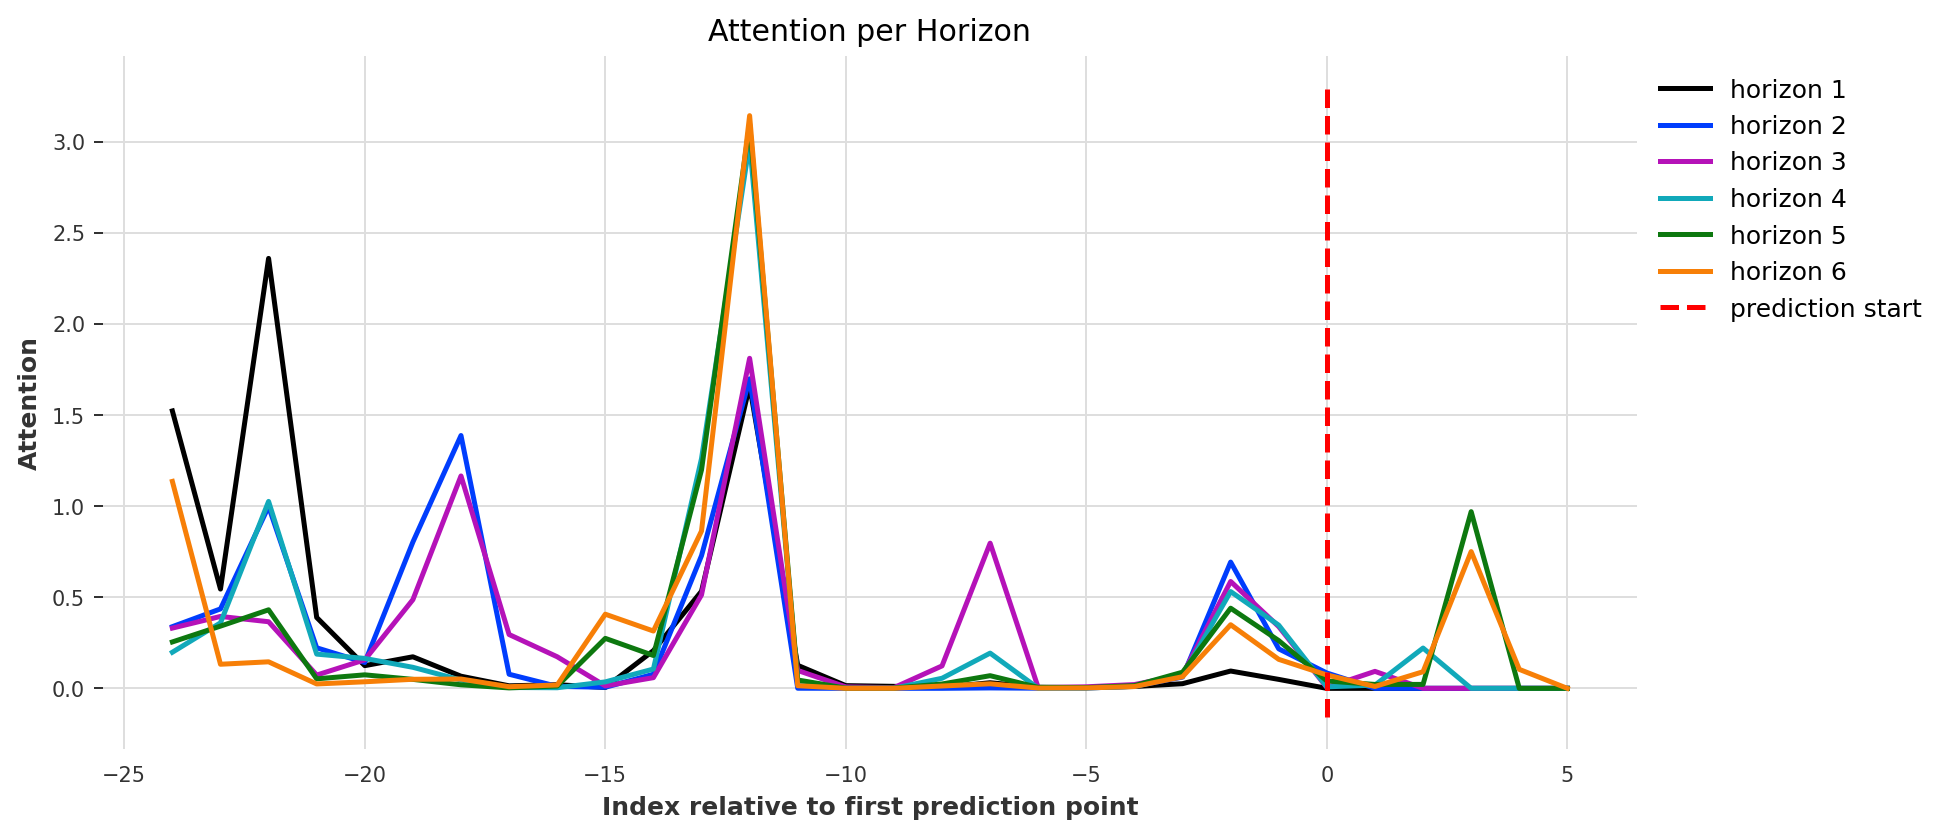 Attention per Horizon
horizon 1
horizon 2
horizon 3
horizon 4
horizon 5
horizon 6
prediction start
Attention
3.0
2.5
2.0
1.5
1.0
0.5
0.0
−25 −20 −15 −10 −5 0 5
Index relative to first prediction point